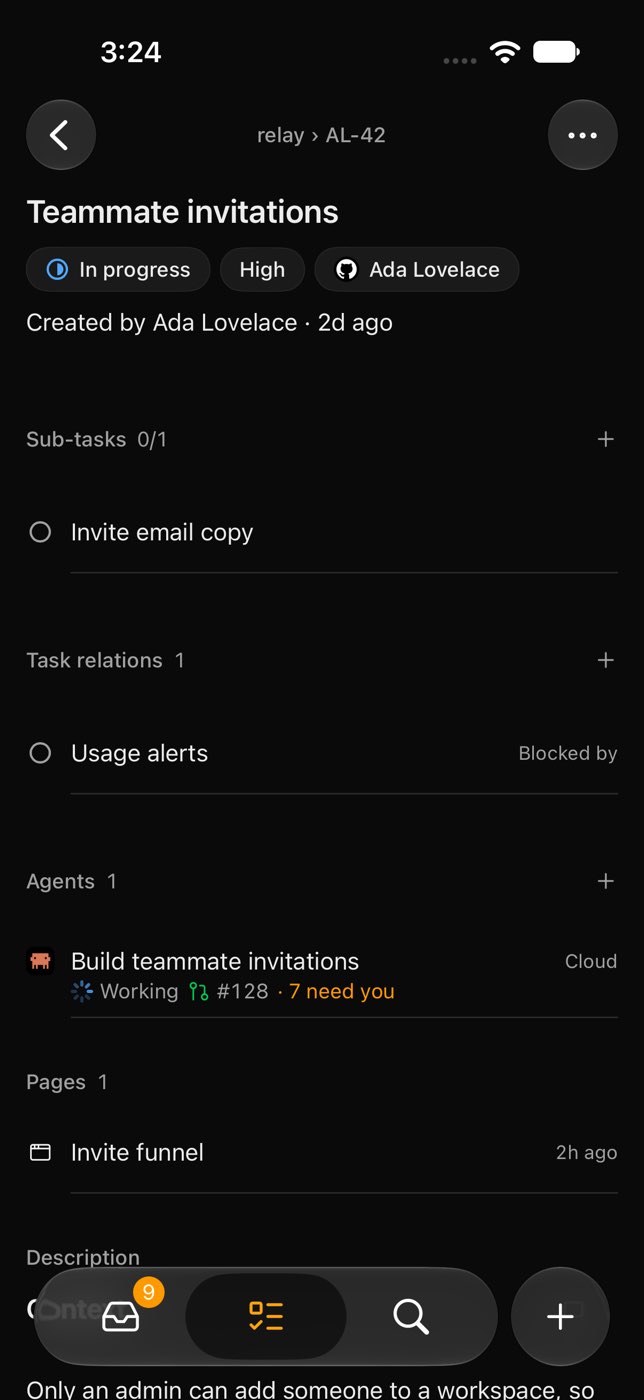 3:24
relay › AL-42
Teammate invitations
In progress
High
Ada Lovelace
Created by Ada Lovelace · 2d ago
Sub-tasks 0/1
Invite email copy
Task relations 1
Usage alerts
Blocked by
Agents 1
Build teammate invitations
Cloud
Working #128 · 7 need you
Pages 1
Invite funnel
2h ago
Description
9
Only an admin can add someone to a workspace, so